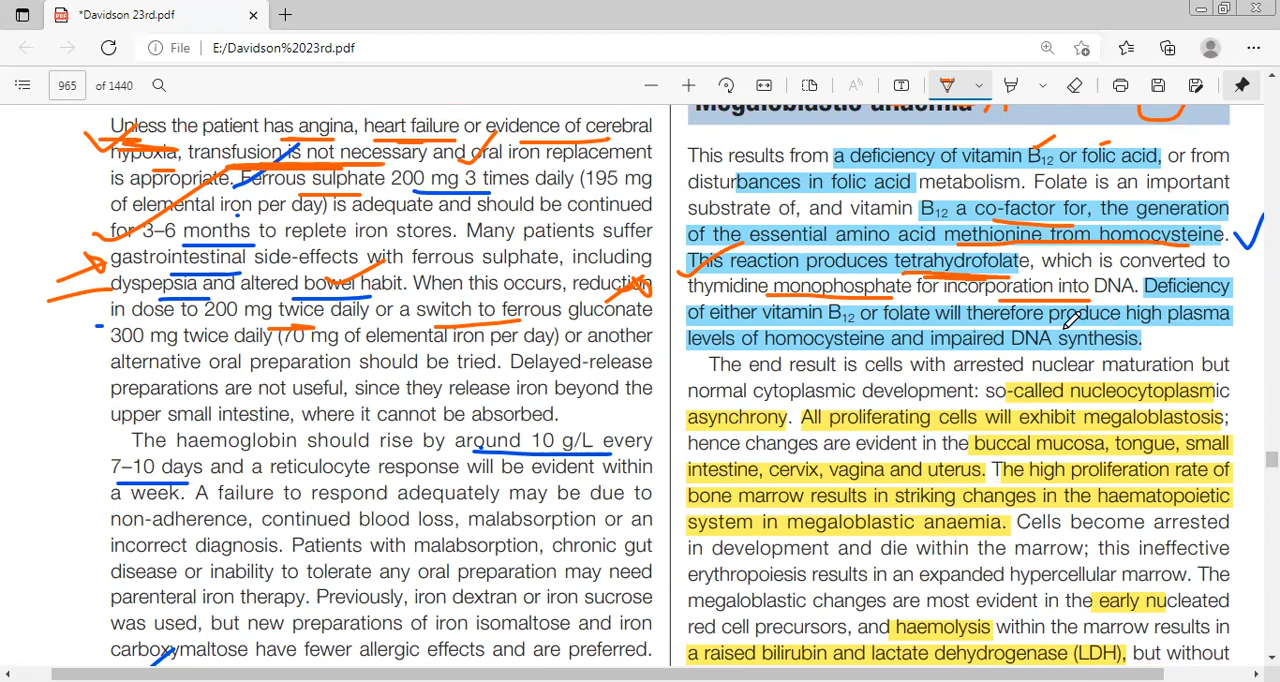 *Davidson 23rd.pdf
File
E:/Davidson%2023rd.pdf
965
of 1440
Unless the patient has angina, heart failure or evidence of cerebral
hypoxia, transfusion is not necessary and oral iron replacement
is appropriate. Ferrous sulphate 200 mg 3 times daily (195 mg
of elemental iron per day) is adequate and should be continued
for 3–6 months to replete iron stores. Many patients suffer
gastrointestinal side-effects with ferrous sulphate, including
dyspepsia and altered bowel habit. When this occurs, reduction
in dose to 200 mg twice daily or a switch to ferrous gluconate
300 mg twice daily (70 mg of elemental iron per day) or another
alternative oral preparation should be tried. Delayed-release
preparations are not useful, since they release iron beyond the
upper small intestine, where it cannot be absorbed.
The haemoglobin should rise by around 10 g/L every
7–10 days and a reticulocyte response will be evident within
a week. A failure to respond adequately may be due to
non-adherence, continued blood loss, malabsorption or an
incorrect diagnosis. Patients with malabsorption, chronic gut
disease or inability to tolerate any oral preparation may need
parenteral iron therapy. Previously, iron dextran or iron sucrose
was used, but new preparations of iron isomaltose and iron
carboxymaltose have fewer allergic effects and are preferred.
Megaloblastic anaemia
This results from a deficiency of vitamin B12 or folic acid, or from
disturbances in folic acid metabolism. Folate is an important
substrate of, and vitamin B12 a co-factor for, the generation
of the essential amino acid methionine from homocysteine.
This reaction produces tetrahydrofolate, which is converted to
thymidine monophosphate for incorporation into DNA. Deficiency
of either vitamin B12 or folate will therefore produce high plasma
levels of homocysteine and impaired DNA synthesis.
The end result is cells with arrested nuclear maturation but
normal cytoplasmic development: so-called nucleocytoplasmic
asynchrony. All proliferating cells will exhibit megaloblastosis;
hence changes are evident in the buccal mucosa, tongue, small
intestine, cervix, vagina and uterus. The high proliferation rate of
bone marrow results in striking changes in the haematopoietic
system in megaloblastic anaemia. Cells become arrested
in development and die within the marrow; this ineffective
erythropoiesis results in an expanded hypercellular marrow. The
megaloblastic changes are most evident in the early nucleated
red cell precursors, and haemolysis within the marrow results in
a raised bilirubin and lactate dehydrogenase (LDH), but without